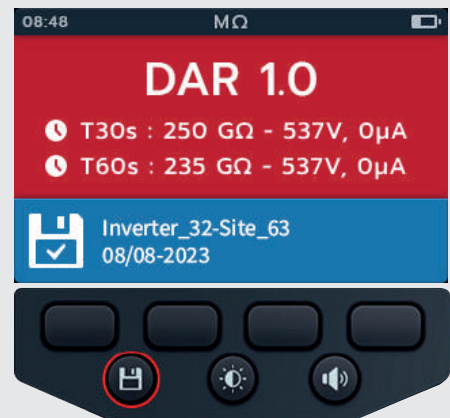 08:48 MΩ
DAR 1.0
T30s : 250 GΩ - 537V, 0µA
T60s : 235 GΩ - 537V, 0µA
Inverter_32-Site_63
08/08-2023